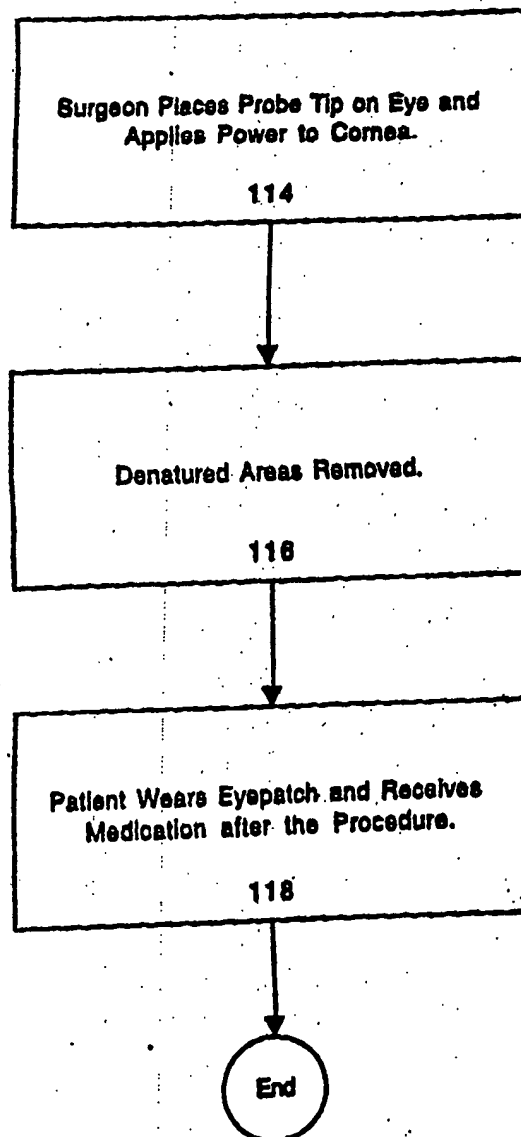 Surgeon Places Probe Tip on Eye and
Applies Power to Cornea.
114
Denatured Areas Removed.
116
Patient Wears Eyepatch and Receives
Medication after the Procedure.
118
End